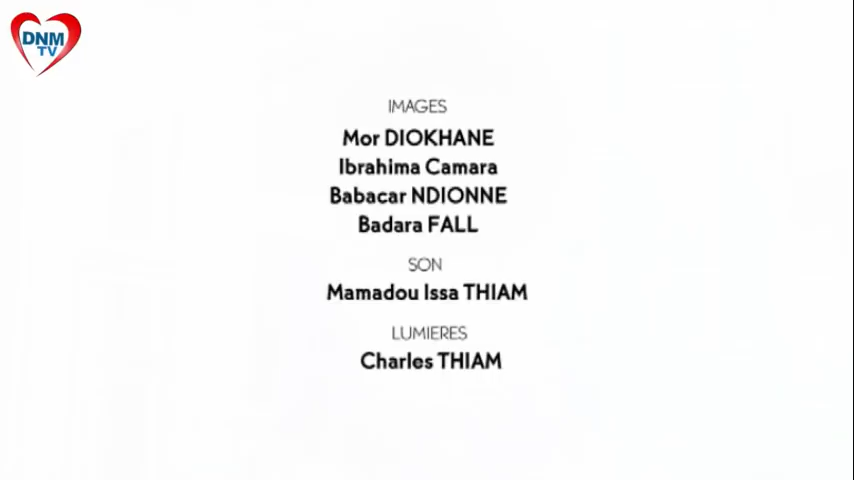 DNM
TV
IMAGES
Mor DIOKHANE
Ibrahima Camara
Babacar NDIONNE
Badara FALL
SON
Mamadou Issa THIAM
LUMIERES
Charles THIAM